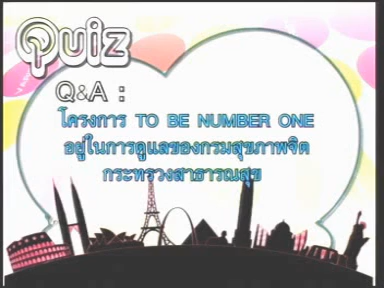 Quiz
Q&A :
โครงการ TO BE NUMBER ONE
อยู่ในการดูแลของกรมสุขภาพจิต
กระทรวงสาธารณสุข